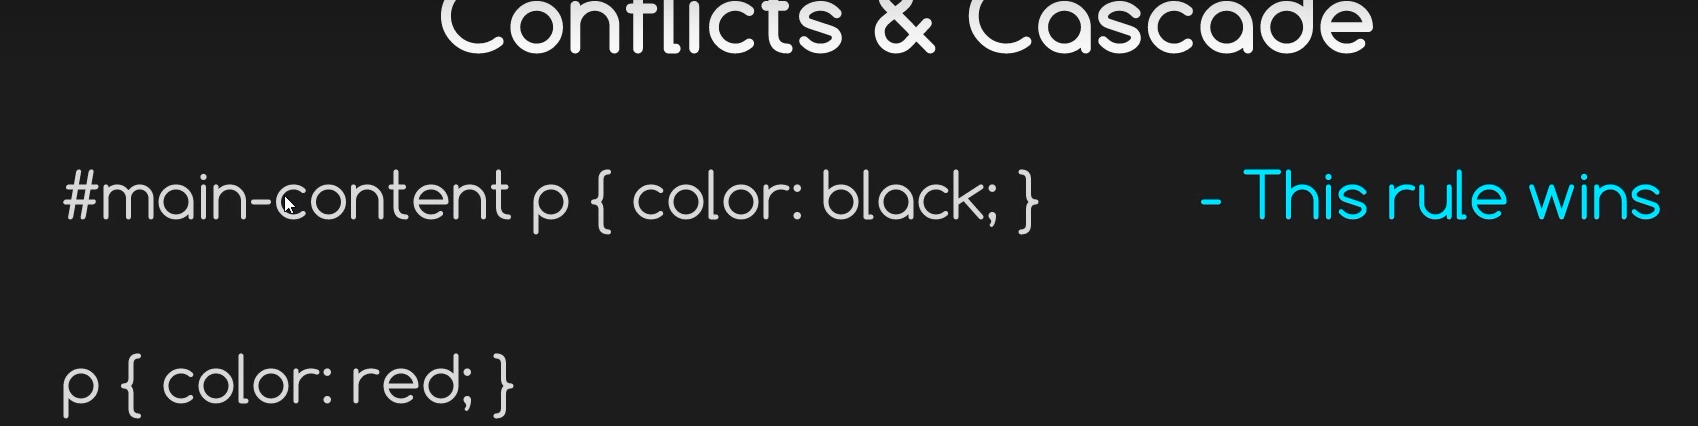 Conflicts & Cascade
#main-content p { color: black; } - This rule wins
p { color: red; }